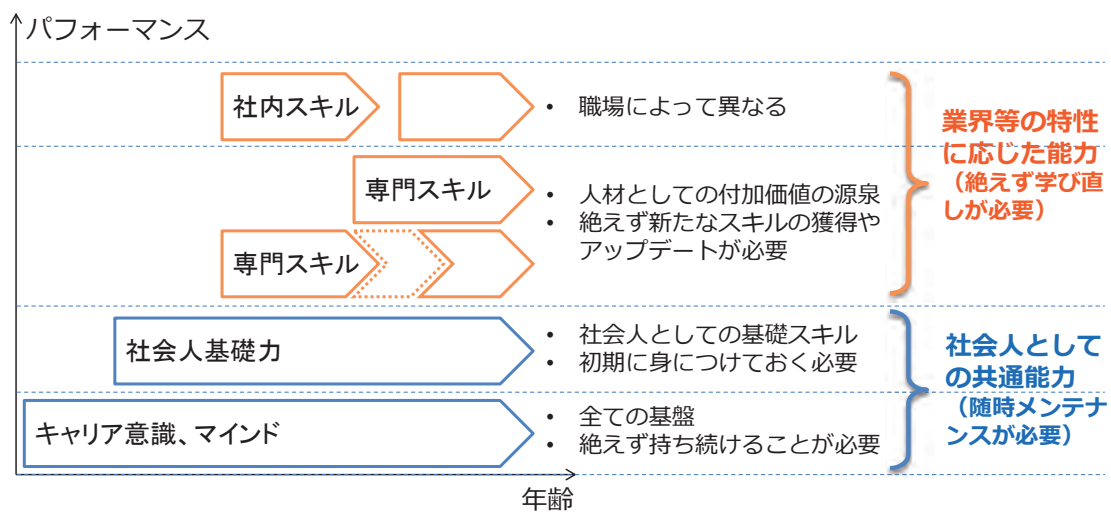 パフォーマンス
社内スキル
• 職場によって異なる
専門スキル
専門スキル
• 人材としての付加価値の源泉
• 絶えず新たなスキルの獲得や
アップデートが必要
業界等の特性
に応じた能力
（絶えず学び直
しが必要）
社会人基礎力
• 社会人としての基礎スキル
• 初期に身につけておく必要
キャリア意識、マインド
• 全ての基盤
• 絶えず持ち続けることが必要
社会人として
の共通能力
（随時メンテナ
ンスが必要）
年齢